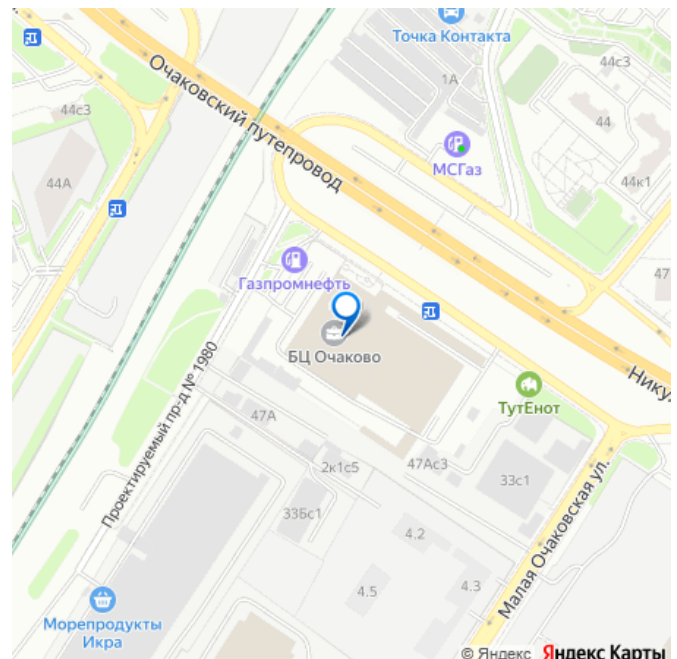 Точка Контакта
1А
44с3
44
44с3
Очаковский путепровод
МСГаз
44А
44к1
Газпромнефть
47
БЦ Очаково
Нику
ТутЕнот
Проектируемый пр-д № 1980
47А
2к1с5
47Ас3
33с1
33Бс1
4.2
Малая Очаковская ул.
4.5
4.3
Морепродукты
Икра
© Яндекс Яндекс Карты